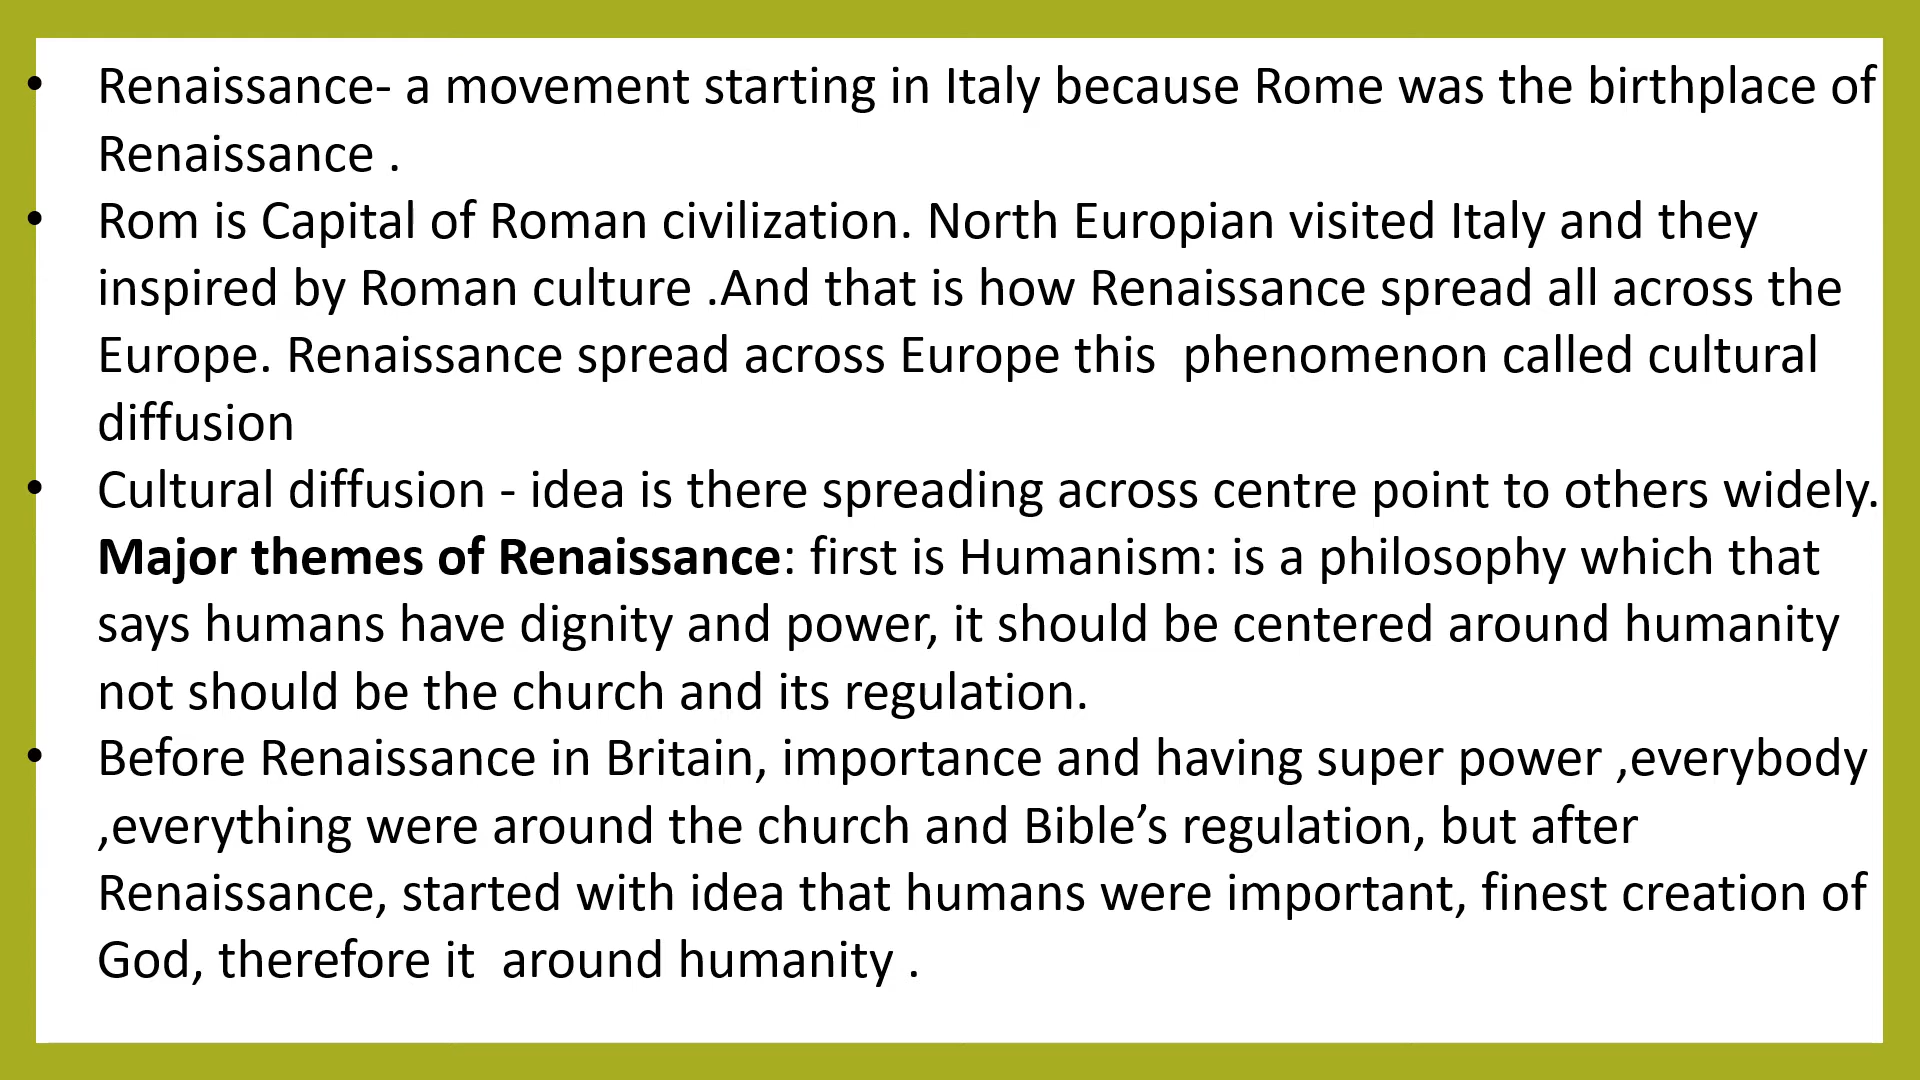 • Renaissance- a movement starting in Italy because Rome was the birthplace of
Renaissance .
• Rom is Capital of Roman civilization. North Europian visited Italy and they
inspired by Roman culture .And that is how Renaissance spread all across the
Europe. Renaissance spread across Europe this  phenomenon called cultural
diffusion
• Cultural diffusion - idea is there spreading across centre point to others widely.
Major themes of Renaissance: first is Humanism: is a philosophy which that
says humans have dignity and power, it should be centered around humanity
not should be the church and its regulation.
• Before Renaissance in Britain, importance and having super power ,everybody
,everything were around the church and Bible’s regulation, but after
Renaissance, started with idea that humans were important, finest creation of
God, therefore it  around humanity .